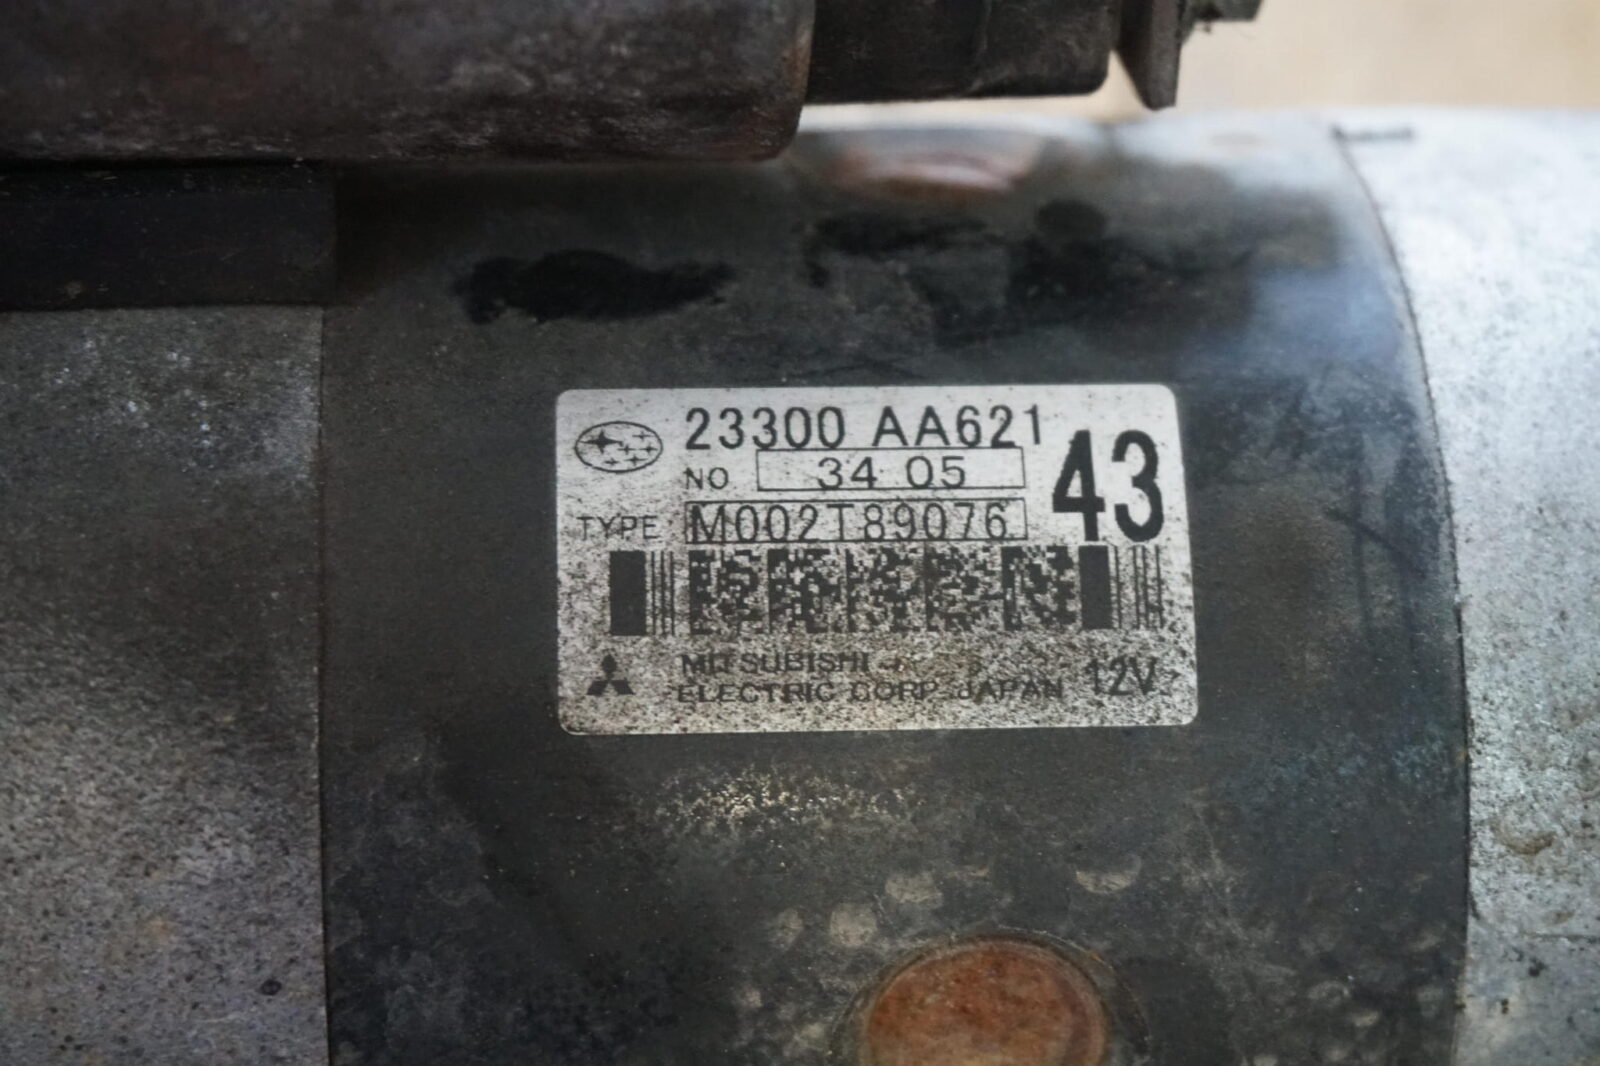 23300 AA621
NO 34 05
43
TYPE M002T89076
MITSUBISHI
ELECTRIC CORP. JAPAN 12V